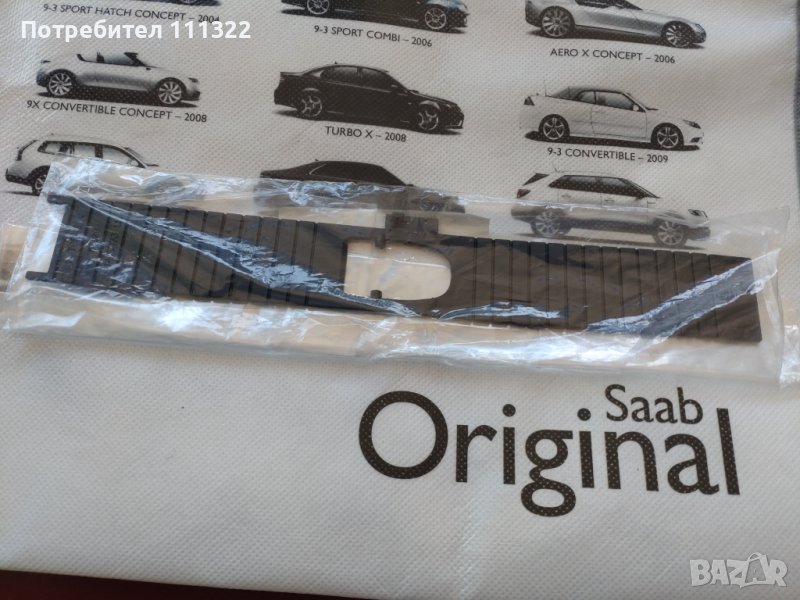 Потребител 111322
9-3 SPORT HATCH CONCEPT – 2004
9-3 SPORT COMBI – 2006
AERO X CONCEPT – 2006
9X CONVERTIBLE CONCEPT – 2008
TURBO X – 2008
9-3 CONVERTIBLE – 2009
Saab
Original
BAZAR